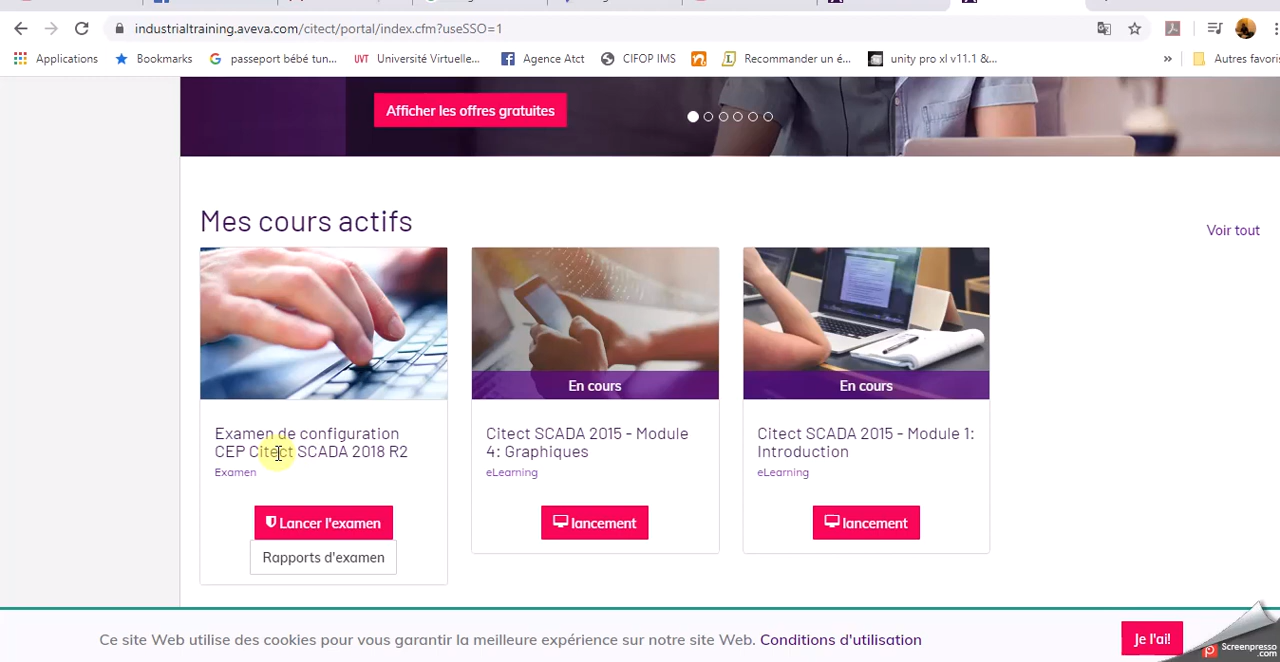 industrialtraining.aveva.com/citect/portal/index.cfm?useSSO=1
Applications Bookmarks passeport bébé tun... UVT Université Virtuelle... Agence Atct CIFOP IMS Recommander un é... unity pro xl v11.1 &... » Autres favoris
Afficher les offres gratuites
Mes cours actifs
Voir tout
En cours
En cours
Examen de configuration
CEP Citect SCADA 2018 R2
Examen
Lancer l'examen
Rapports d'examen
Citect SCADA 2015 - Module
4: Graphiques
eLearning
lancement
Citect SCADA 2015 - Module 1:
Introduction
eLearning
lancement
Ce site Web utilise des cookies pour vous garantir la meilleure expérience sur notre site Web. Conditions d'utilisation
Je l'ai!
Screenpresso
.com